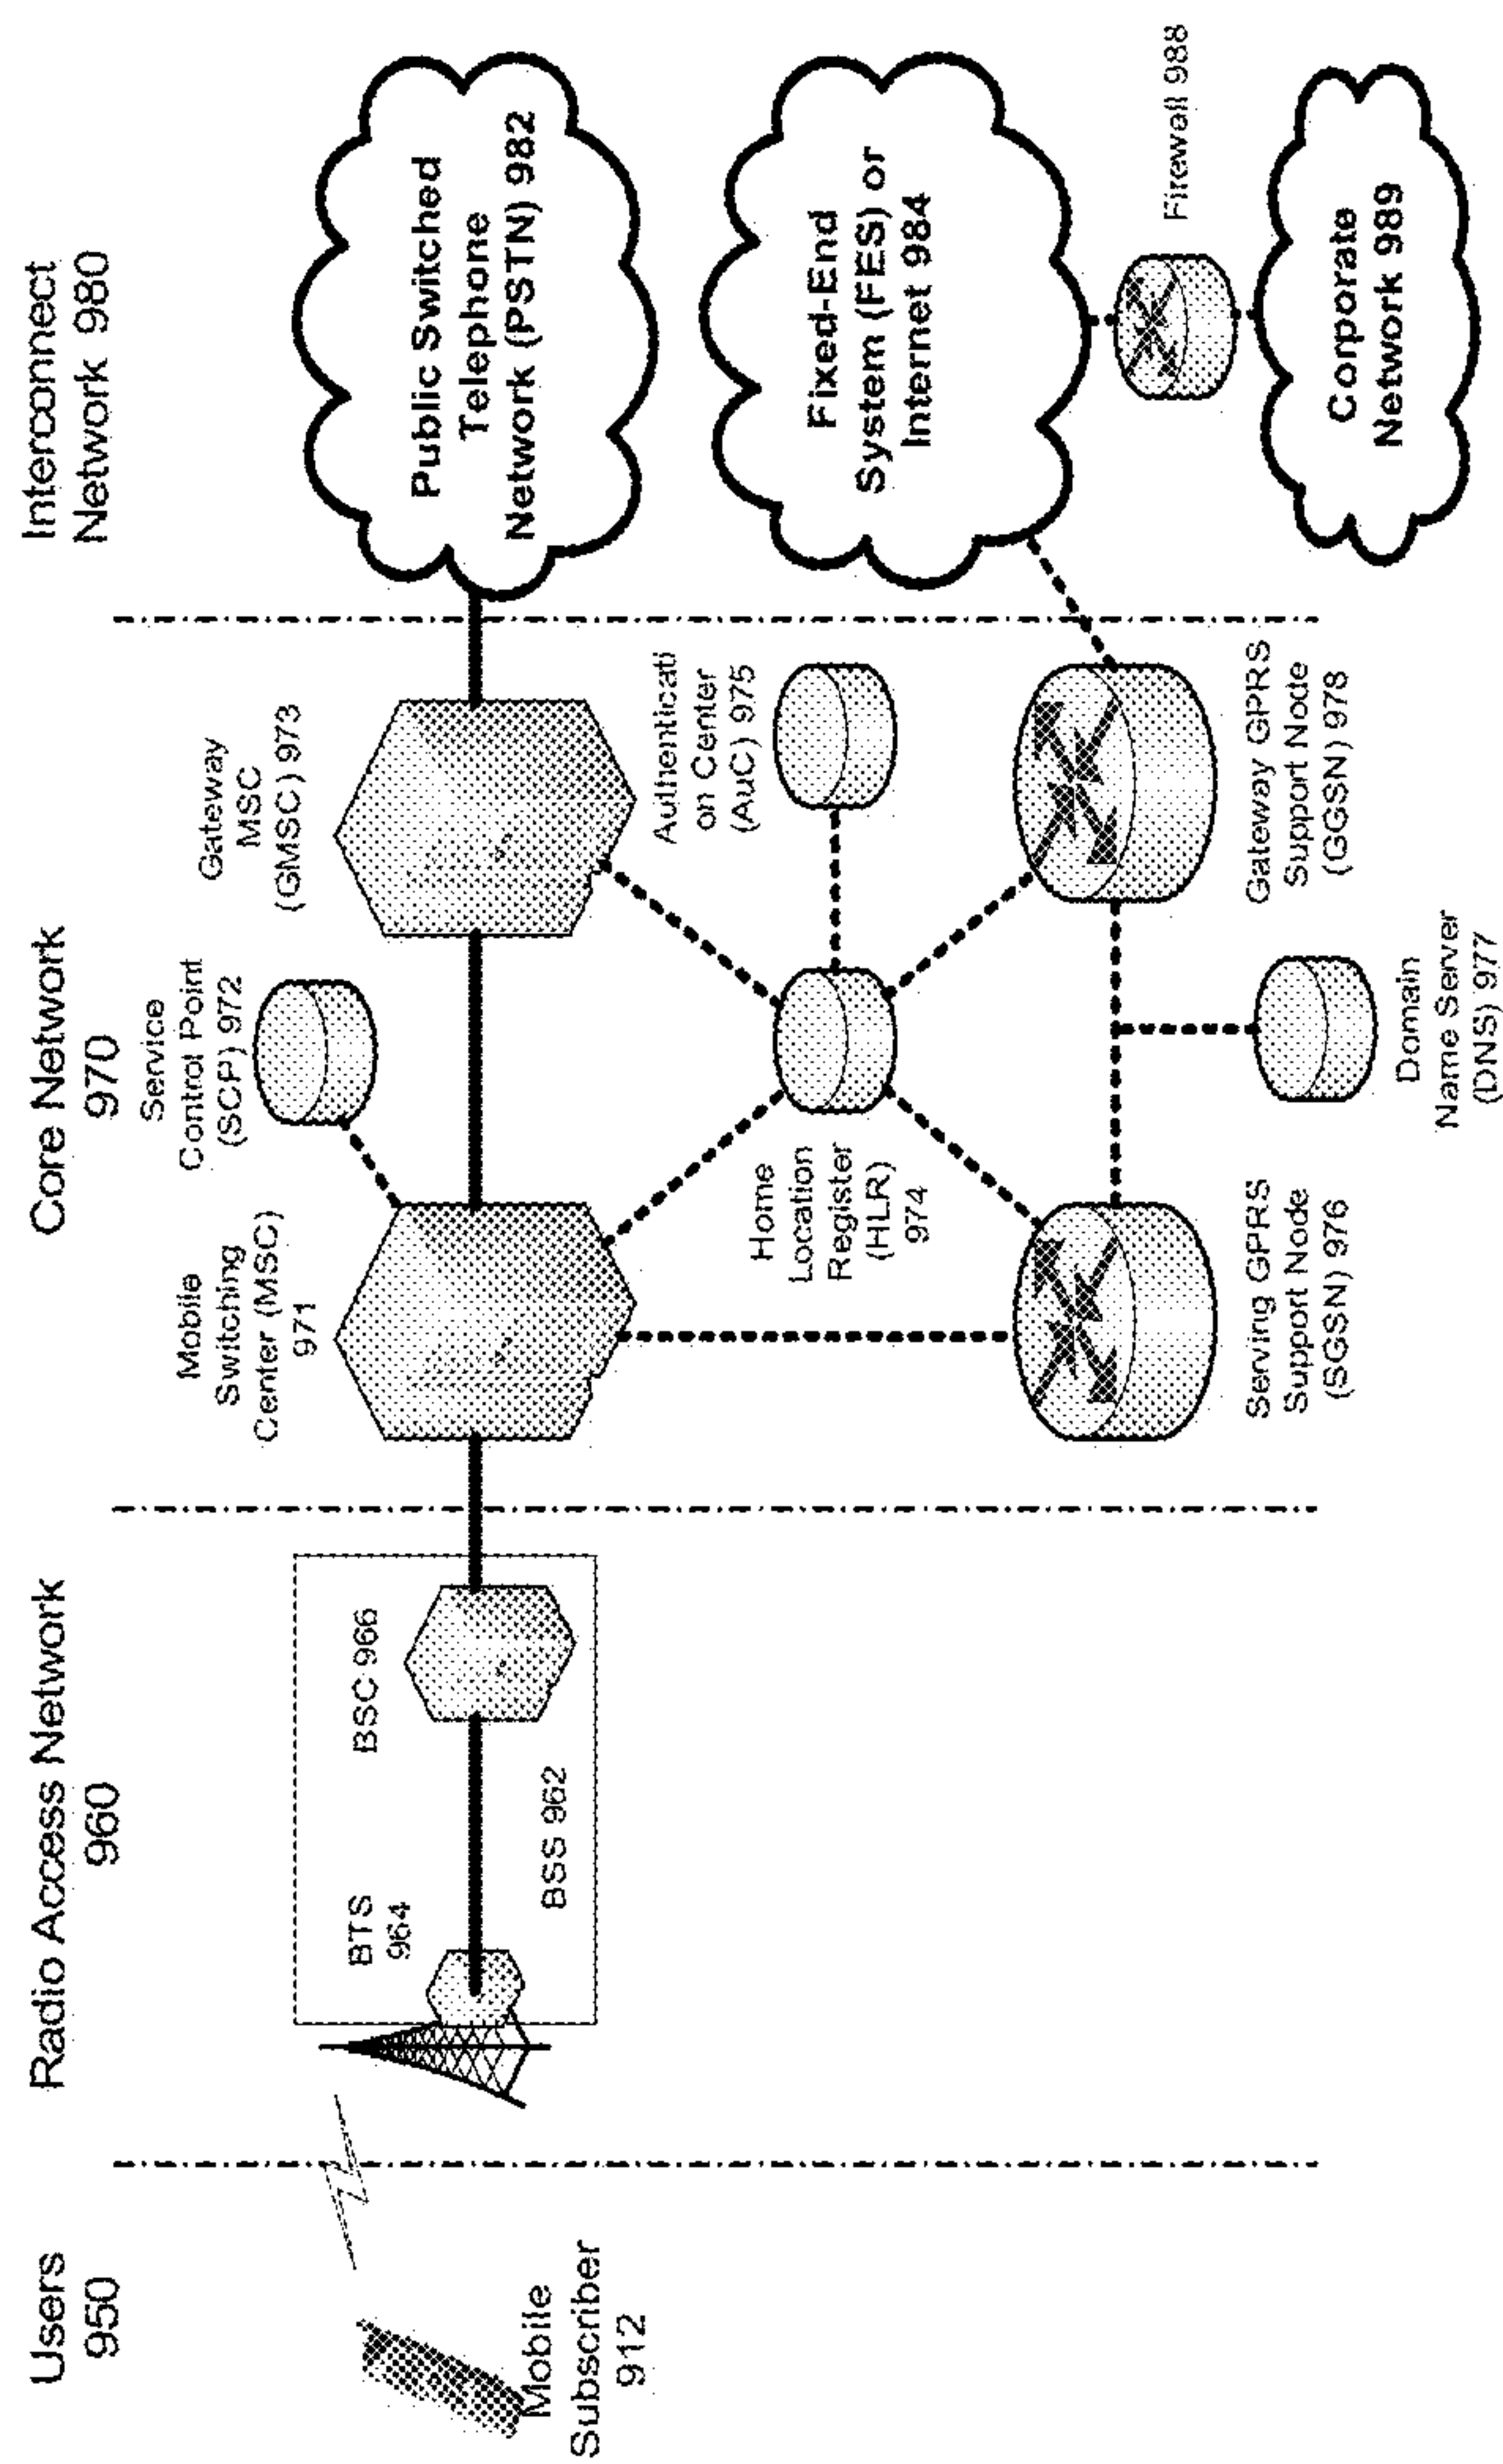 Users
950
Radio Access Network
960
Core Network
970
Interconnect
Network 980
Mobile
Subscriber
912
BTS
964
BSC 966
BSS 962
Mobile
Switching
Center (MSC)
971
Service
Control Point
(SCP) 972
Gateway
MSC
(GMSC) 973
Home
Location
Register
(HLR)
974
Authenticati
on Center
(AuC) 975
Serving GPRS
Support Node
(SGSN) 976
Domain
Name Server
(DNS) 977
Gateway GPRS
Support Node
(GGSN) 978
Public Switched
Telephone
Network (PSTN) 982
Fixed-End
System (FES) or
Internet 984
Firewall 988
Corporate
Network 989